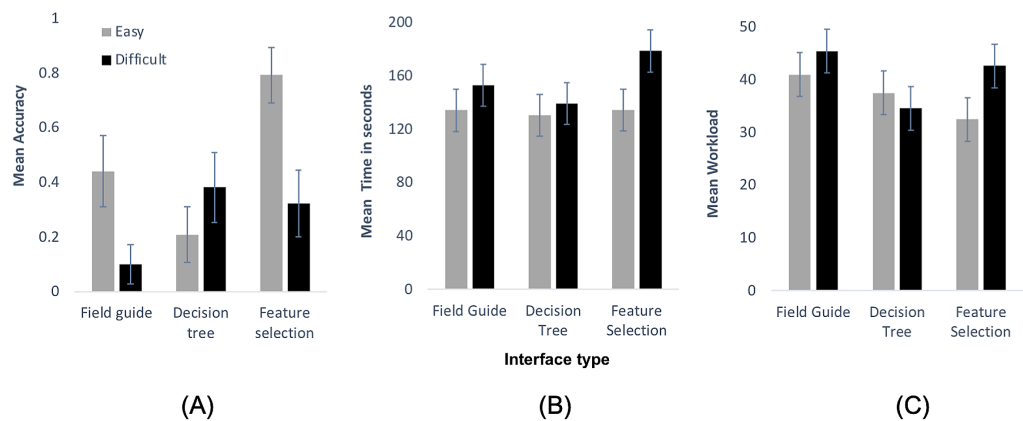 Mean Accuracy
1
0.8
0.6
0.4
0.2
0
Easy
Difficult
Field guide
Decision
tree
Feature
selection
(A)
Mean Time in seconds
200
160
120
80
40
0
Field Guide
Decision
Tree
Feature
Selection
Interface type
(B)
Mean Workload
50
40
30
20
10
0
Field Guide
Decision
Tree
Feature
Selection
(C)